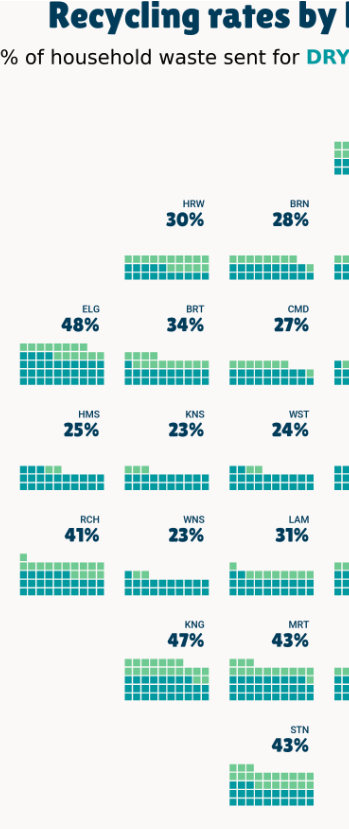 Recycling rates by
% of household waste sent for DRY
HRW BRN
30% 28%
ELG BRT CMD
48% 34% 27%
HMS KNS WST
25% 23% 24%
RCH WNS LAM
41% 23% 31%
KNG MRT
47% 43%
STN
43%